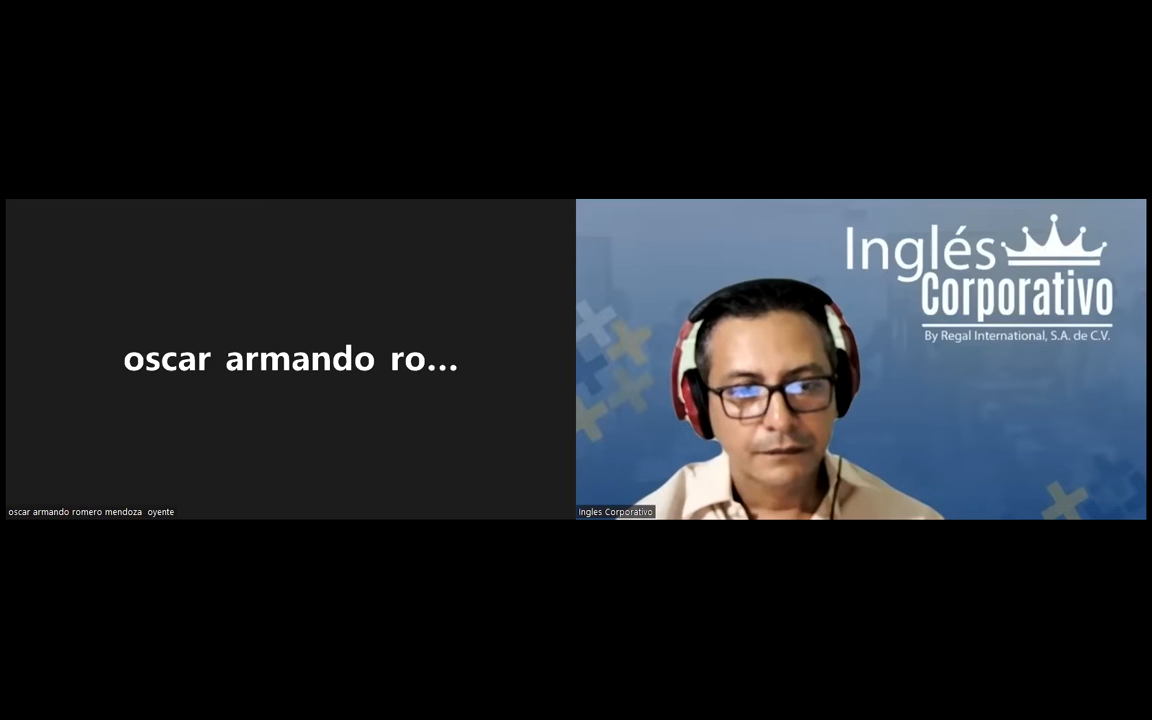 oscar armando ro...
oscar armando romero mendoza oyente
Inglés
Corporativo
By Regal International, S.A. de C.V.
Ingles Corporativo